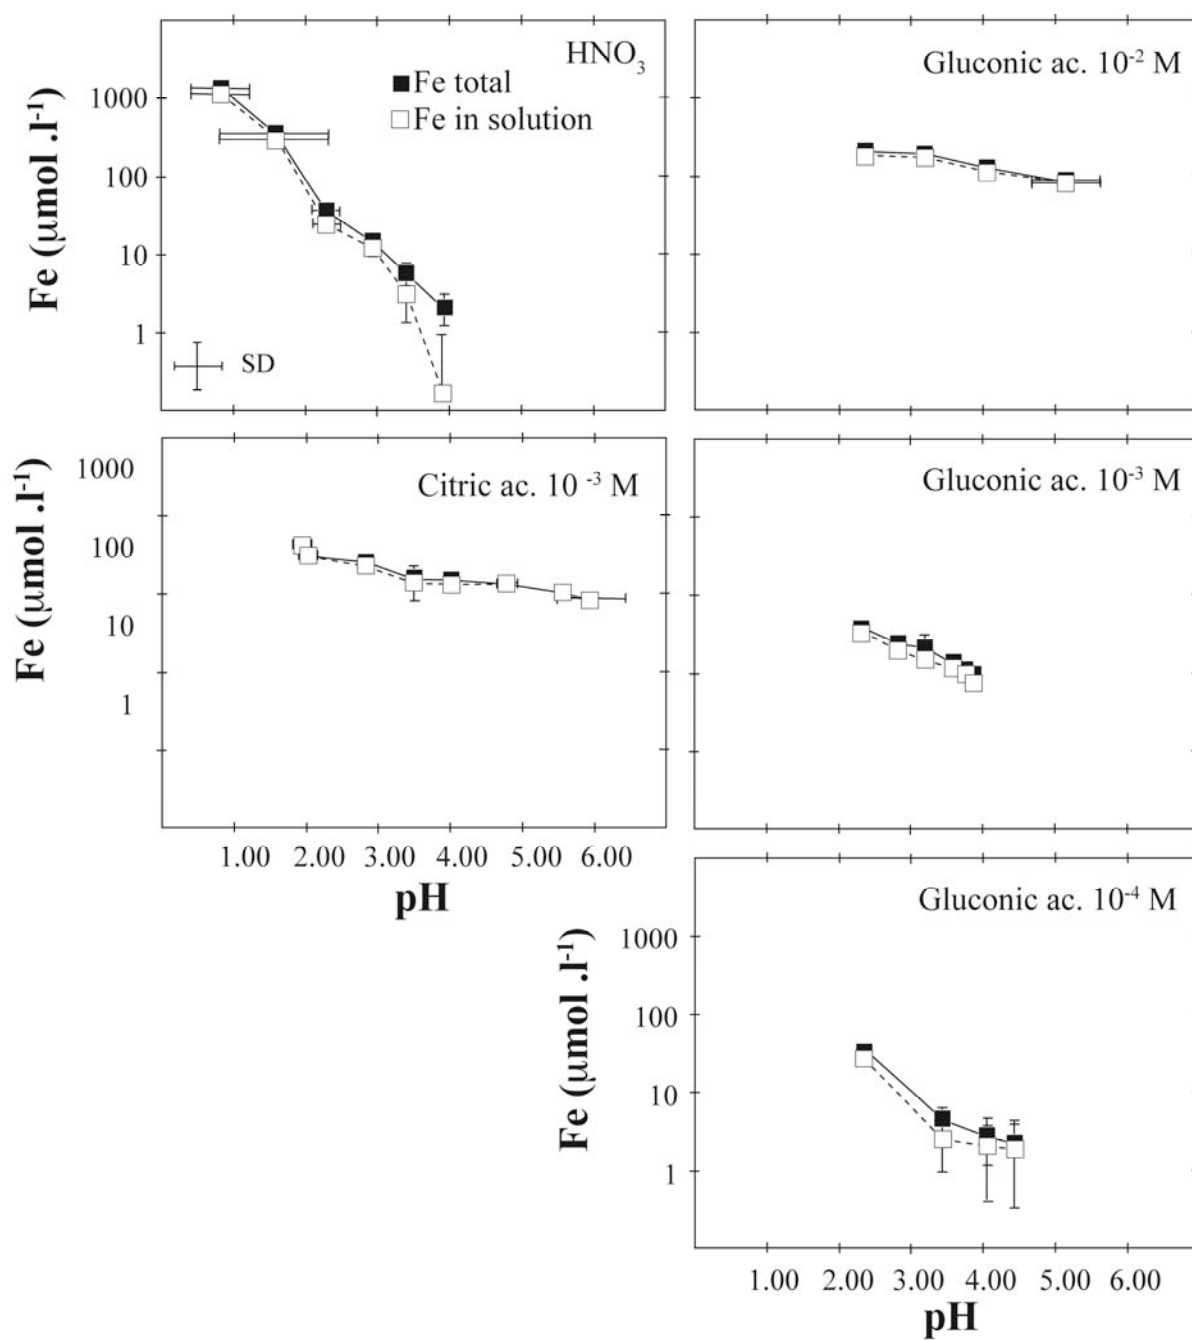 HNO3
Fe total
Fe in solution
Fe (μmol .l-1)
1000
100
10
1
SD
Gluconic ac. 10-2 M
Citric ac. 10 -3 M
Fe (μmol .l-1)
1000
100
10
1
1.00 2.00 3.00 4.00 5.00 6.00
pH
Gluconic ac. 10-3 M
Gluconic ac. 10-4 M
Fe (μmol .l-1)
1000
100
10
1
1.00 2.00 3.00 4.00 5.00 6.00
pH